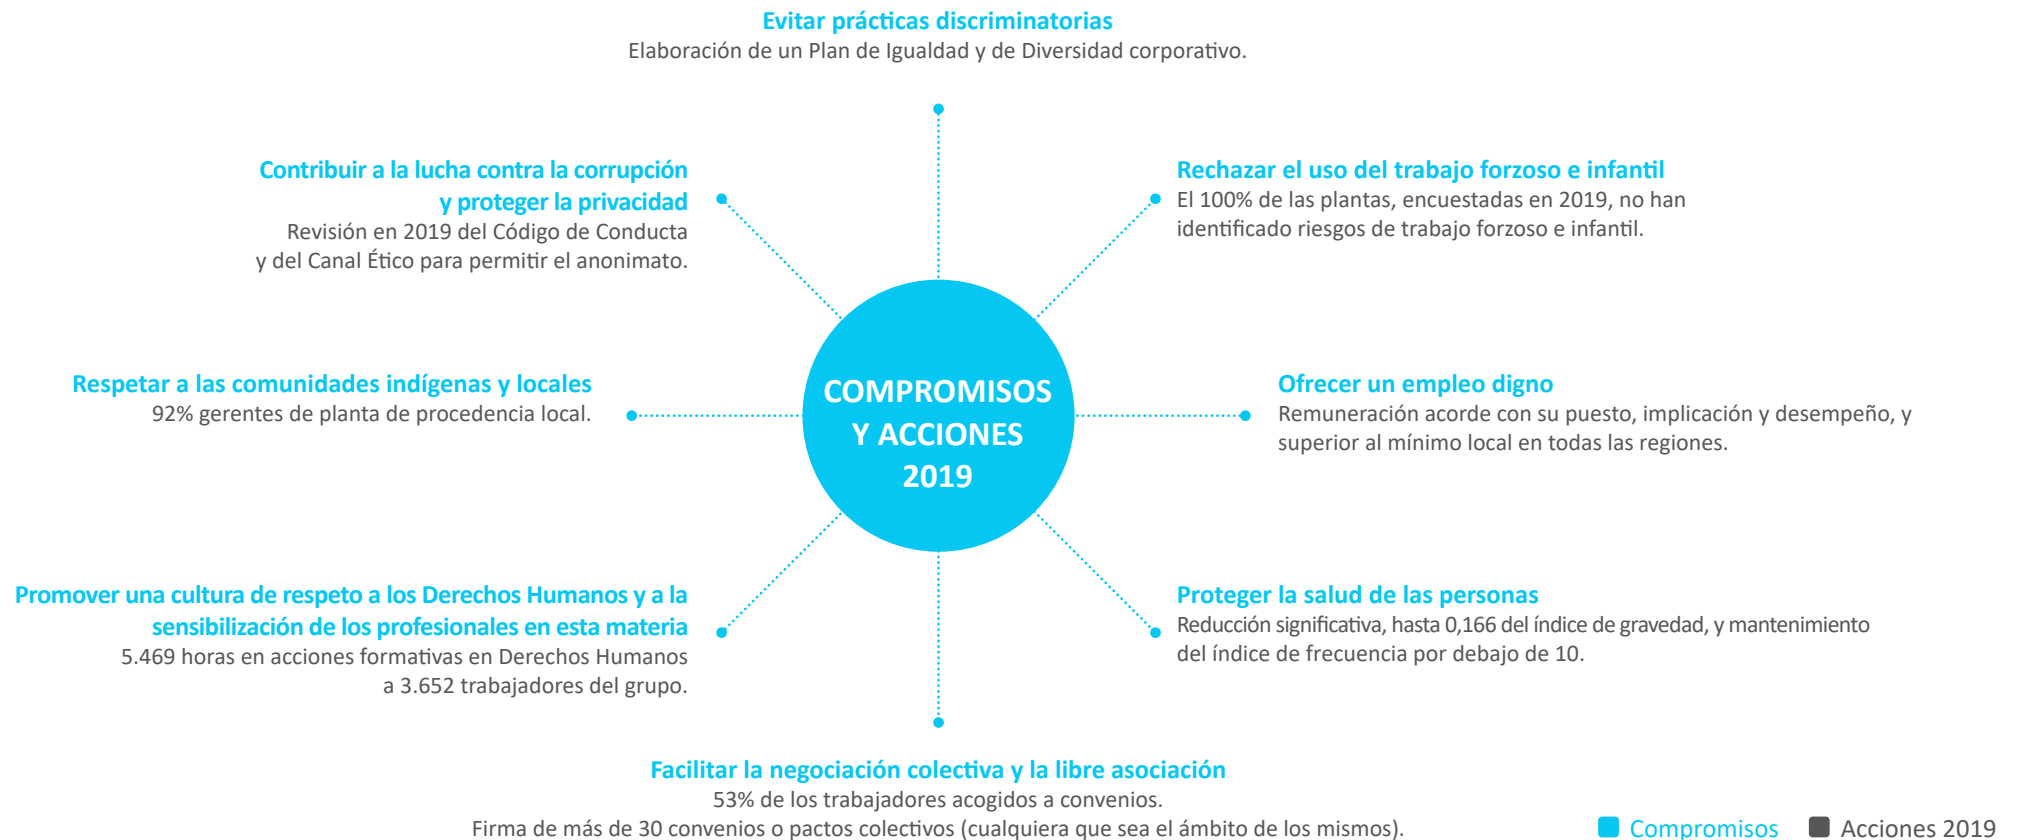 Evitar prácticas discriminatorias
Elaboración de un Plan de Igualdad y de Diversidad corporativo.
Contribuir a la lucha contra la corrupción
y proteger la privacidad
Revisión en 2019 del Código de Conducta
y del Canal Ético para permitir el anonimato.
Rechazar el uso del trabajo forzoso e infantil
El 100% de las plantas, encuestadas en 2019, no han
identificado riesgos de trabajo forzoso e infantil.
Respetar a las comunidades indígenas y locales
92% gerentes de planta de procedencia local.
COMPROMISOS
Y ACCIONES
2019
Ofrecer un empleo digno
Remuneración acorde con su puesto, implicación y desempeño, y
superior al mínimo local en todas las regiones.
Promover una cultura de respeto a los Derechos Humanos y a la
sensibilización de los profesionales en esta materia
5.469 horas en acciones formativas en Derechos Humanos
a 3.652 trabajadores del grupo.
Proteger la salud de las personas
Reducción significativa, hasta 0,166 del índice de gravedad, y mantenimiento
del índice de frecuencia por debajo de 10.
Facilitar la negociación colectiva y la libre asociación
53% de los trabajadores acogidos a convenios.
Firma de más de 30 convenios o pactos colectivos (cualquiera que sea el ámbito de los mismos).
Compromisos
Acciones 2019